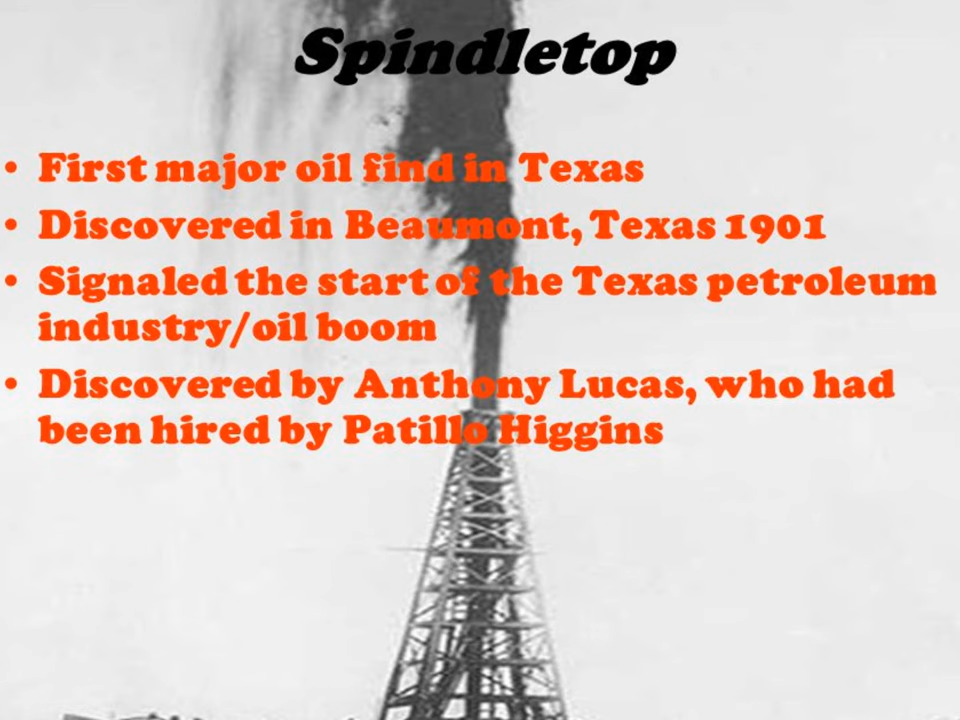 Spindletop
• First major oil find in Texas
• Discovered in Beaumont, Texas 1901
• Signaled the start of the Texas petroleum
industry/oil boom
• Discovered by Anthony Lucas, who had
been hired by Patillo Higgins